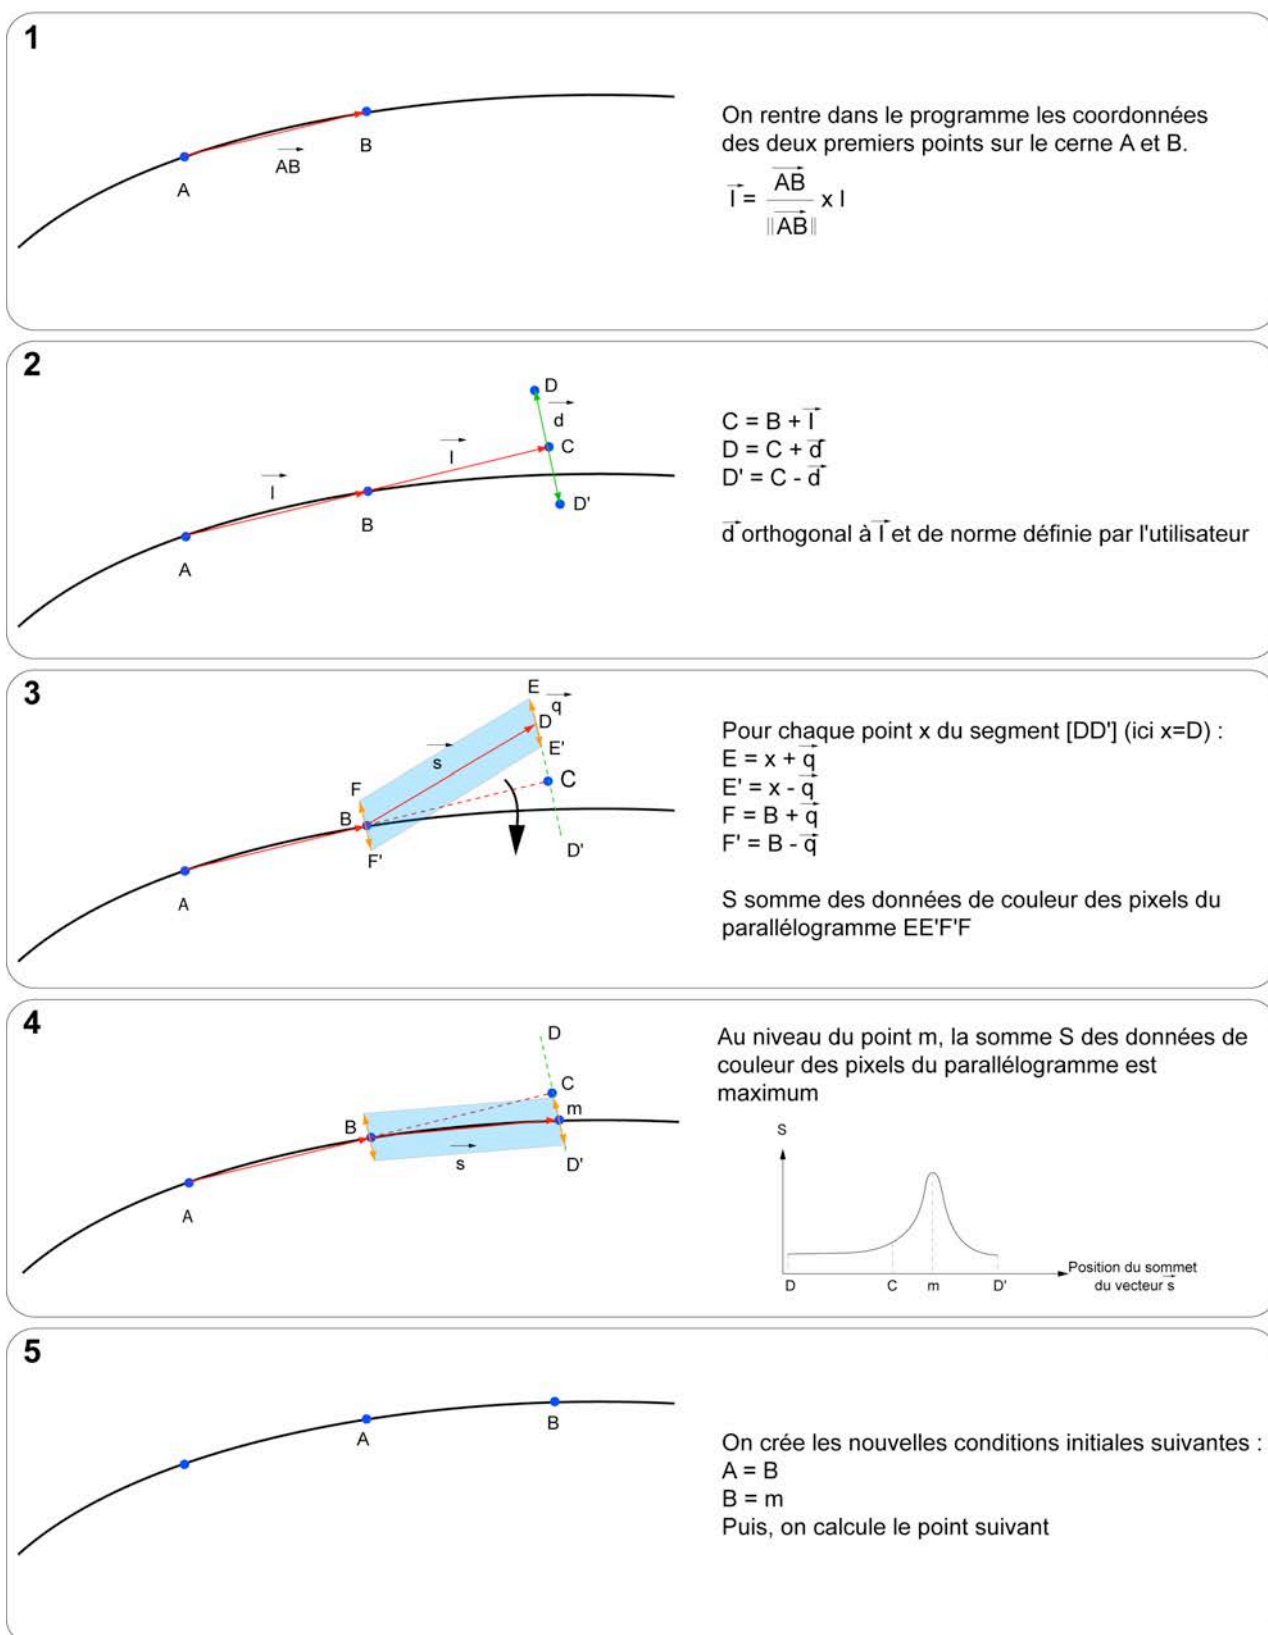 1
A
AB
B
On rentre dans le programme les coordonnées
des deux premiers points sur le cerne A et B.
l = AB / ||AB|| x l
2
D
d
C
l
l
D'
B
A
C = B + l
D = C + d
D' = C - d
d orthogonal à l et de norme définie par l'utilisateur
3
E
q
D
E'
s
C
F
B
F'
D'
A
Pour chaque point x du segment [DD'] (ici x=D) :
E = x + q
E' = x - q
F = B + q
F' = B - q
S somme des données de couleur des pixels du
parallélogramme EE'F'F
4
D
C
m
B
s
D'
A
Au niveau du point m, la somme S des données de
couleur des pixels du parallélogramme est
maximum
S
D
C
m
D'
Position du sommet
du vecteur s
5
A
B
On crée les nouvelles conditions initiales suivantes :
A = B
B = m
Puis, on calcule le point suivant